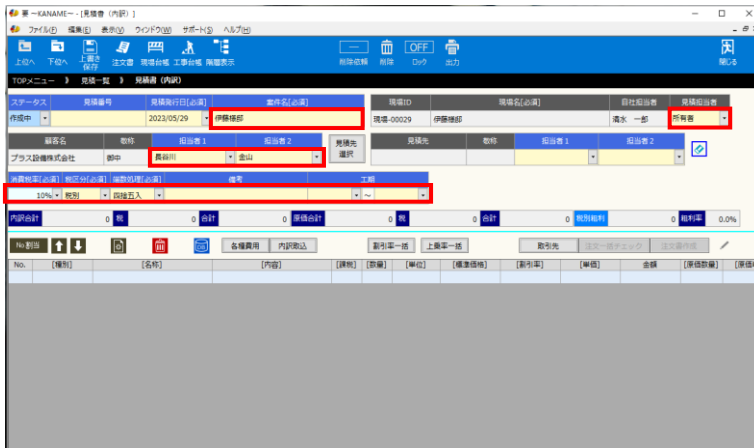 要 ～KANAME～ - [見積書（内訳）]
ファイル(F) 編集(E) 表示(V) ウィンドウ(W) サポート(S) ヘルプ(H)
上位へ 下位へ 上書き保存 注文書 現場台帳 工事台帳 階層表示 削除依頼 削除 OFF ロック 出力 閉じる
TOPメニュー 》 見積一覧 》 見積書（内訳）
ステータス 見積番号 見積発行日[必須] 案件名[必須] 現場ID 現場名[必須] 自社担当者 見積担当者
作成中 2023/05/29 伊藤様邸 現場-00029 伊藤様邸 清水 一郎 所有者
顧客名 敬称 担当者1 担当者2 見積先選択 見積先 敬称 担当者1 担当者2
プラス設備株式会社 御中 長谷川 金山
消費税率[必須] 税区分[必須] 端数処理[必須] 備考 工期
10% 税別 四捨五入 ～
内訳合計 0 税 0 合計 0 原価合計 0 税 0 合計 0 税別粗利 0 粗利率 0.0%
No割当 各種費用 内訳取込 割引率一括 上乗率一括 取引先 注文一括チェック 注文書作成
No. [種別] [名称] [内容] [課税] [数量] [単位] [標準価格] [割引率] [単価] 金額 [原価数量] [原価